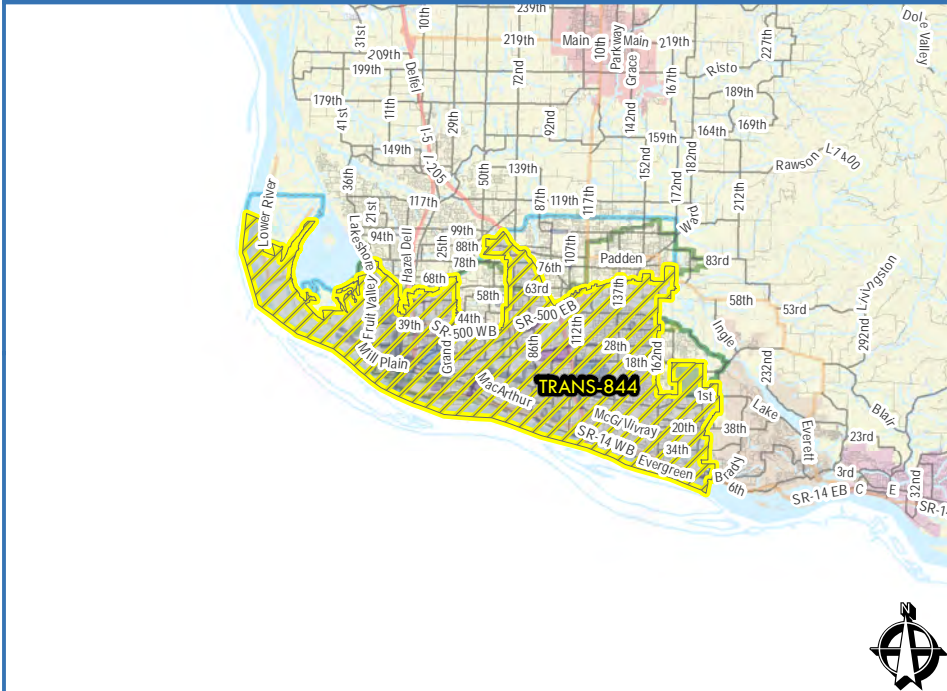 239th
10th
31st
Dole Valley
227th
219th
Main
10th
Parkway
Main
219th
209th
199th
Delfel
72nd
Grace
167th
Risto
189th
179th
41st
11th
29th
92nd
142nd
159th
164th
169th
I-5
I-205
149th
50th
139th
152nd
182nd
Rawson
L-1400
36th
21st
117th
87th
119th
117th
172nd
212th
Ward
Lower River
Lakeshore
94th
Hazel Dell
25th
99th
88th
78th
107th
76th
Padden
83rd
68th
63rd
137th
58th
58th
53rd
L/Livingston
292nd
Fruit Valley
39th
SR-500 WB
44th
SR-500 EB
112th
86th
28th
18th
162nd
Ingle
232nd
Mill Plain
Grand
MacArthur
TRANS-844
1st
Lake
Blair
McGillivray
20th
38th
Everett
23rd
SR-14 WB
34th
Evergreen
Brady
6th
3rd
SR-14 EB
C
E
32nd
SR-1
N